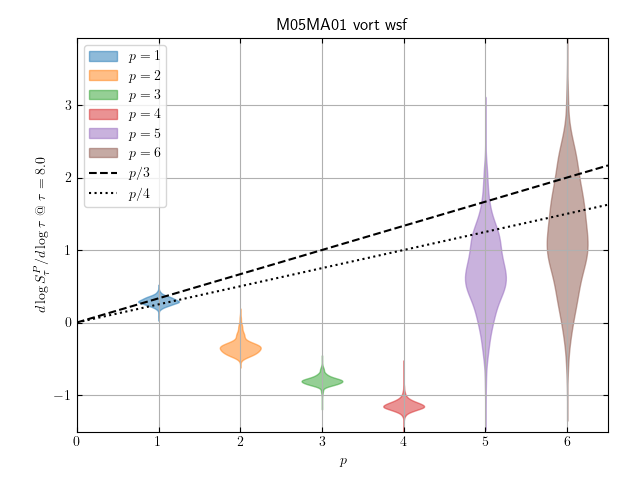 M05MA01 vort wsf
p = 1
p = 2
p = 3
p = 4
p = 5
p = 6
p/3
p/4
d log S_τ^P / d log τ @ τ = 8.0
3
2
1
0
−1
0 1 2 3 4 5 6
p